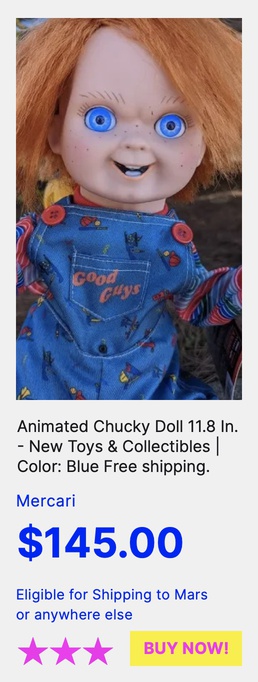 Good
Guys
Animated Chucky Doll 11.8 In.
- New Toys & Collectibles |
Color: Blue Free shipping.
Mercari
$145.00
Eligible for Shipping to Mars
or anywhere else
BUY NOW!